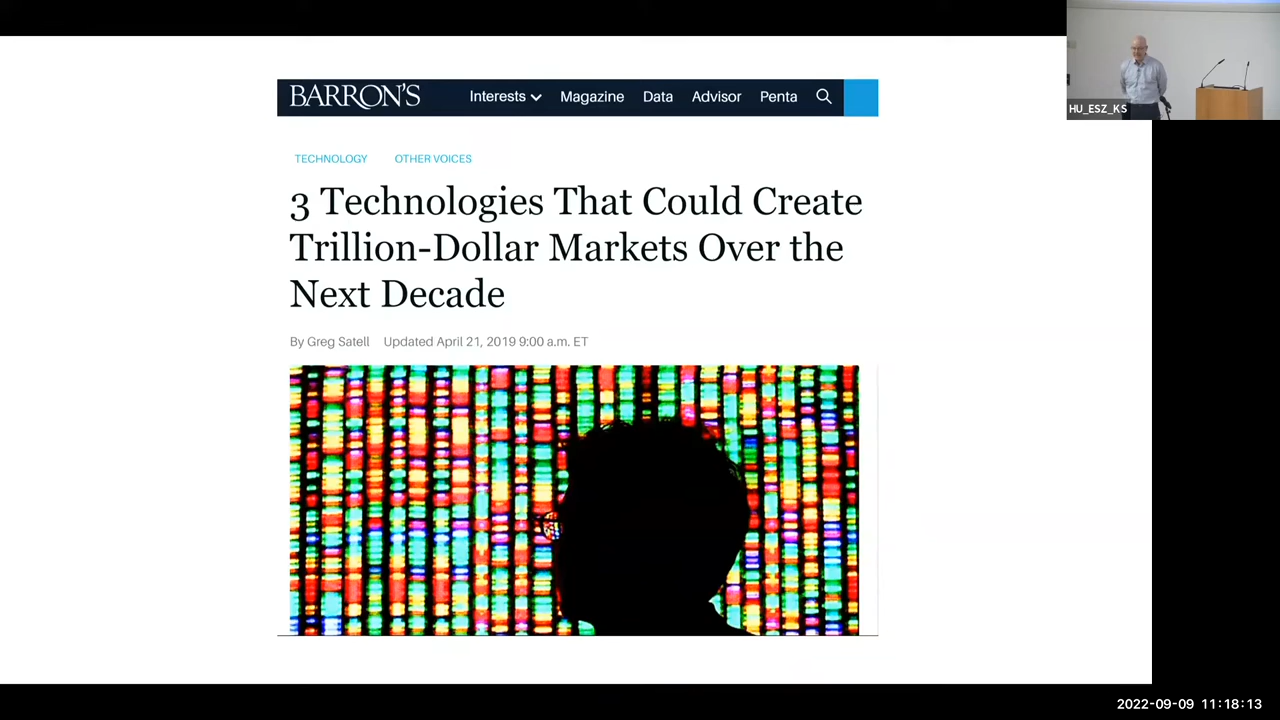 BARRON'S
Interests Magazine Data Advisor Penta
HU_ESZ_KS
TECHNOLOGY OTHER VOICES
3 Technologies That Could Create
Trillion-Dollar Markets Over the
Next Decade
By Greg Satell Updated April 21, 2019 9:00 a.m. ET
2022-09-09 11:18:13